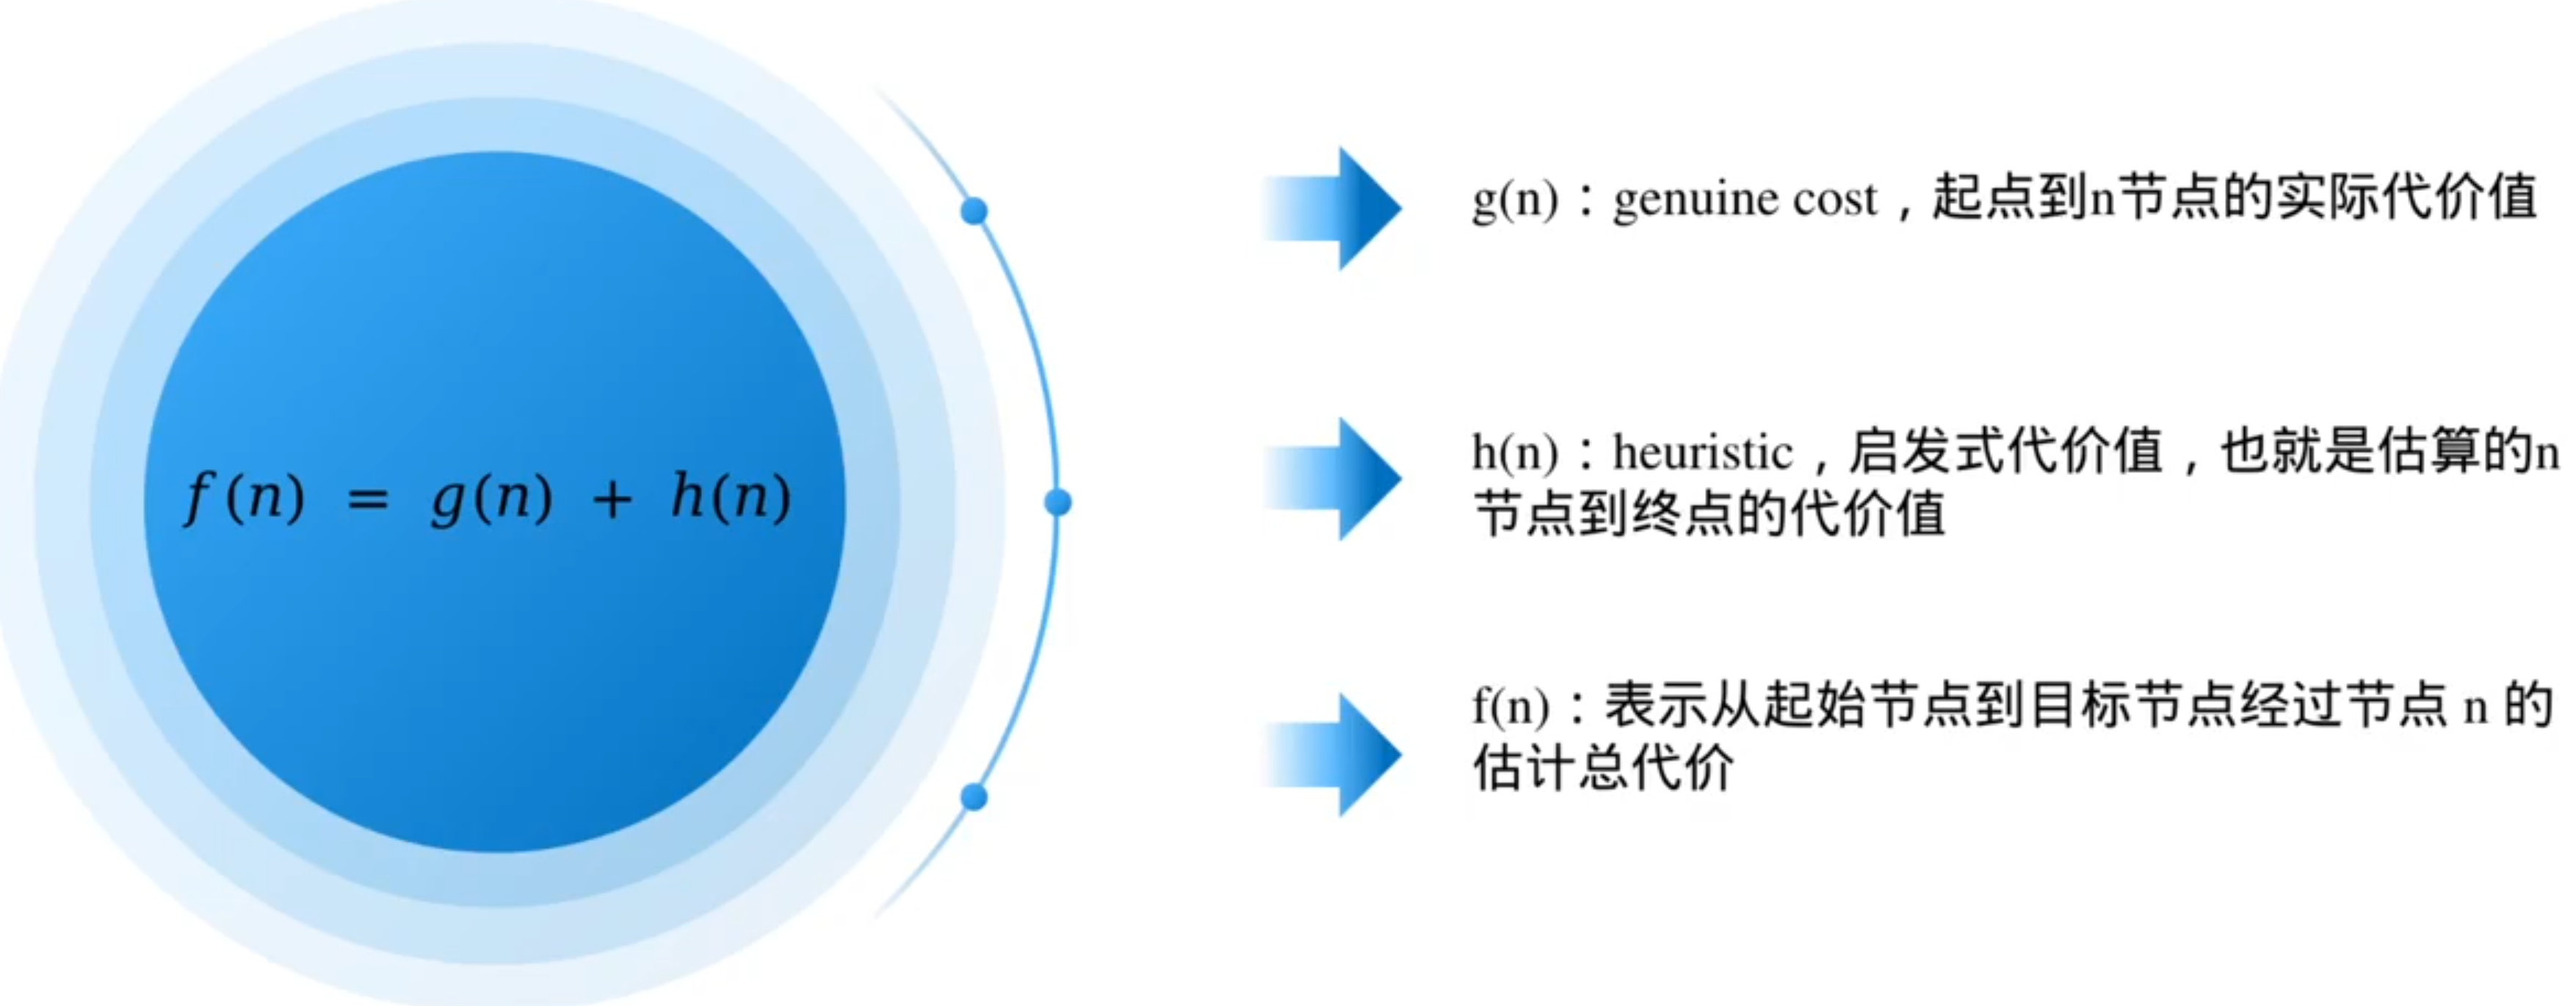 f(n) = g(n) + h(n)
g(n)：genuine cost，起点到n节点的实际代价值
h(n)：heuristic，启发式代价值，也就是估算的n
节点到终点的代价值
f(n)：表示从起始节点到目标节点经过节点 n 的
估计总代价